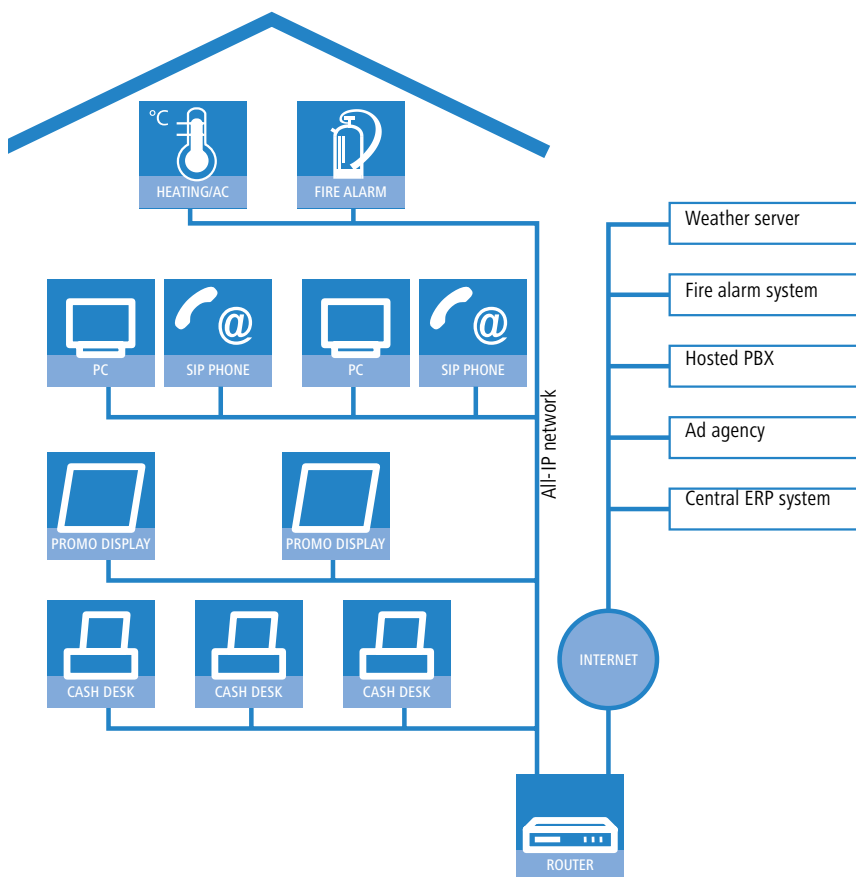 °C
HEATING/AC
FIRE ALARM
Weather server
Fire alarm system
PC
SIP PHONE
PC
SIP PHONE
@
@
Hosted PBX
All-IP network
Ad agency
Central ERP system
PROMO DISPLAY
PROMO DISPLAY
CASH DESK
CASH DESK
CASH DESK
INTERNET
ROUTER